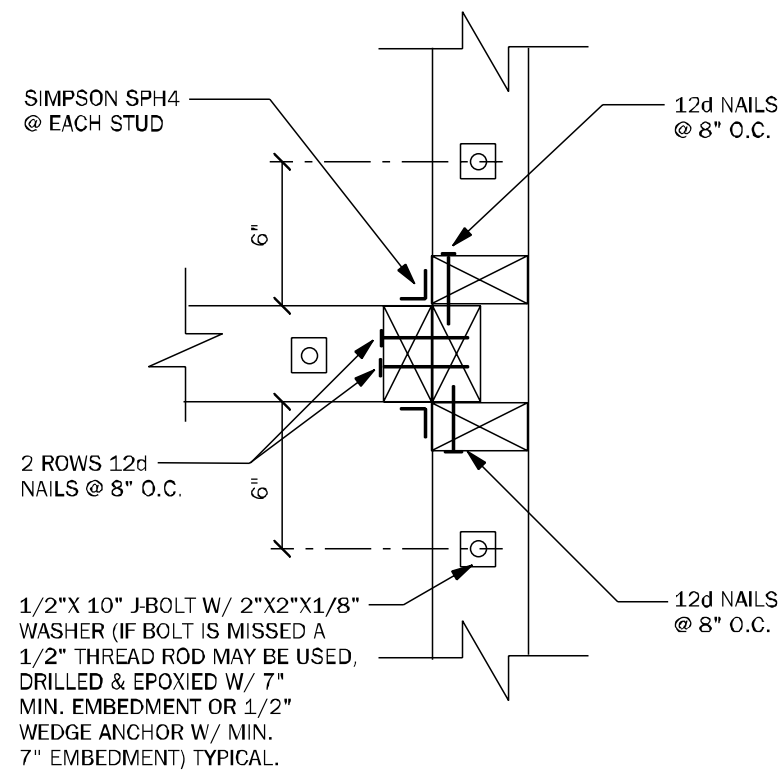 SIMPSON SPH4
@ EACH STUD
12d NAILS
@ 8" O.C.
6"
2 ROWS 12d
NAILS @ 8" O.C.
6"
1/2"X 10" J-BOLT W/ 2"X2"X1/8"
WASHER (IF BOLT IS MISSED A
1/2" THREAD ROD MAY BE USED,
DRILLED & EPOXIED W/ 7"
MIN. EMBEDMENT OR 1/2"
WEDGE ANCHOR W/ MIN.
7" EMBEDMENT) TYPICAL.
12d NAILS
@ 8" O.C.